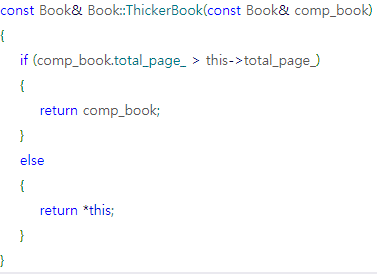 const Book& Book::ThickerBook(const Book& comp_book)
{
if (comp_book.total_page_ > this->total_page_)
{
return comp_book;
}
else
{
return *this;
}
}